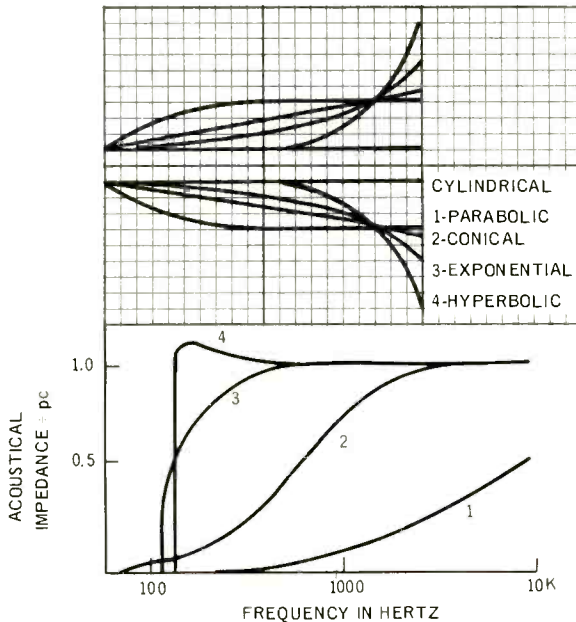 CYLINDRICAL
1-PARABOLIC
2-CONICAL
3-EXPONENTIAL
4-HYPERBOLIC
4
1.0
3
2
0.5
1
ACOUSTICAL
IMPEDANCE ÷ pc
100
1000
10K
FREQUENCY IN HERTZ